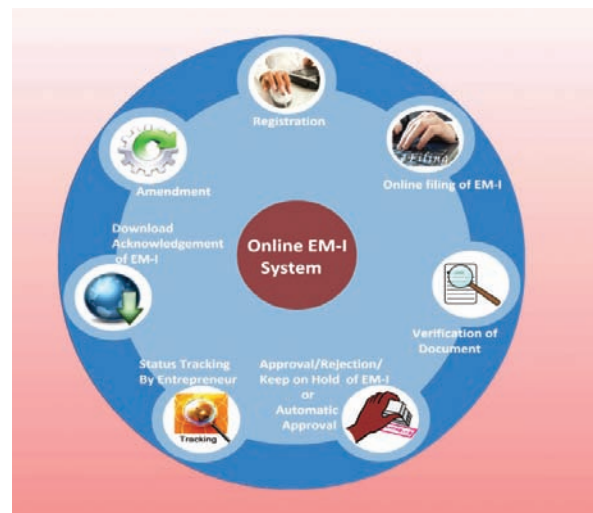 Registration
eFiling
Online filing of EM-I
Verification of
Document
Approval/Rejection/
Keep on Hold of EM-I
or
Automatic
Approval
Status Tracking
By Entrepreneur
Tracking
Download
Acknowledgement
of EM-I
Amendment
Online EM-I
System